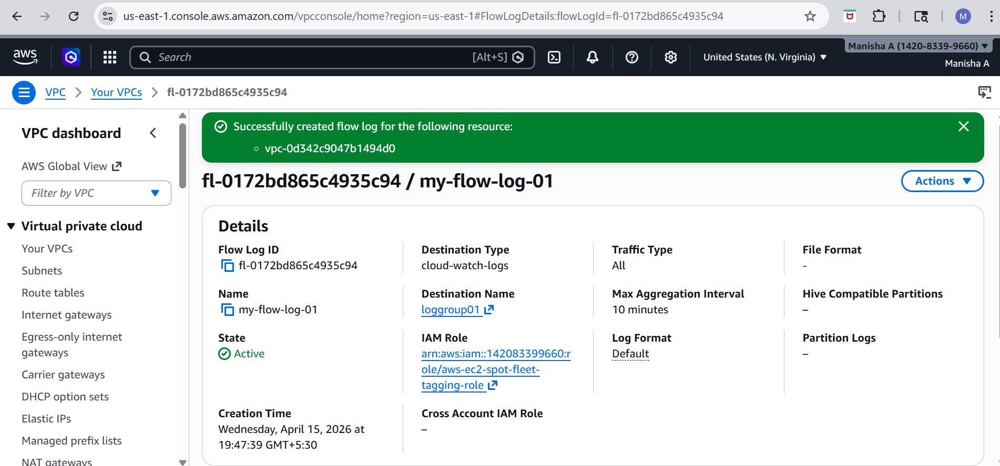 us-east-1.console.aws.amazon.com/vpcconsole/home?region=us-east-1#FlowLogDetails:flowLogId=fl-0172bd865c4935c94
M
aws
Search
[Alt+S]
United States (N. Virginia)
Manisha A (1420-8339-9660)
Manisha A
VPC
Your VPCs
fl-0172bd865c4935c94
VPC dashboard
AWS Global View
Filter by VPC
Virtual private cloud
Your VPCs
Subnets
Route tables
Internet gateways
Egress-only internet
gateways
Carrier gateways
DHCP option sets
Elastic IPs
Managed prefix lists
NAT gateways
Successfully created flow log for the following resource:
vpc-0d342c9047b1494d0
fl-0172bd865c4935c94 / my-flow-log-01
Actions
Details
Flow Log ID
fl-0172bd865c4935c94
Destination Type
cloud-watch-logs
Traffic Type
All
File Format
-
Name
my-flow-log-01
Destination Name
loggroup01
Max Aggregation Interval
10 minutes
Hive Compatible Partitions
–
State
Active
IAM Role
arn:aws:iam::142083399660:r
ole/aws-ec2-spot-fleet-
tagging-role
Log Format
Default
Partition Logs
–
Creation Time
Wednesday, April 15, 2026 at
19:47:39 GMT+5:30
Cross Account IAM Role
–